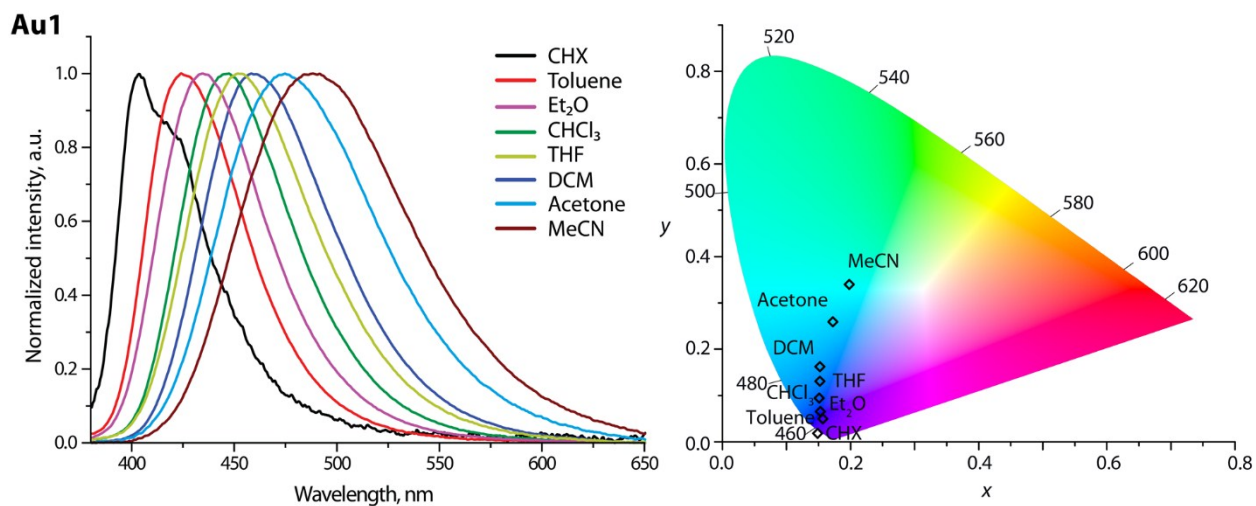 Au1
Normalized intensity, a.u.
1.0
0.8
0.6
0.4
0.2
0.0
400
450
500
550
600
650
Wavelength, nm
CHX
Toluene
Et₂O
CHCl₃
THF
DCM
Acetone
MeCN
y
0.8
0.6
0.4
0.2
0.0
0.0
0.2
0.4
0.6
0.8
x
520
540
560
580
600
620
500
480
460
MeCN
Acetone
DCM
THF
CHCl₃
Et₂O
Toluene
CHX